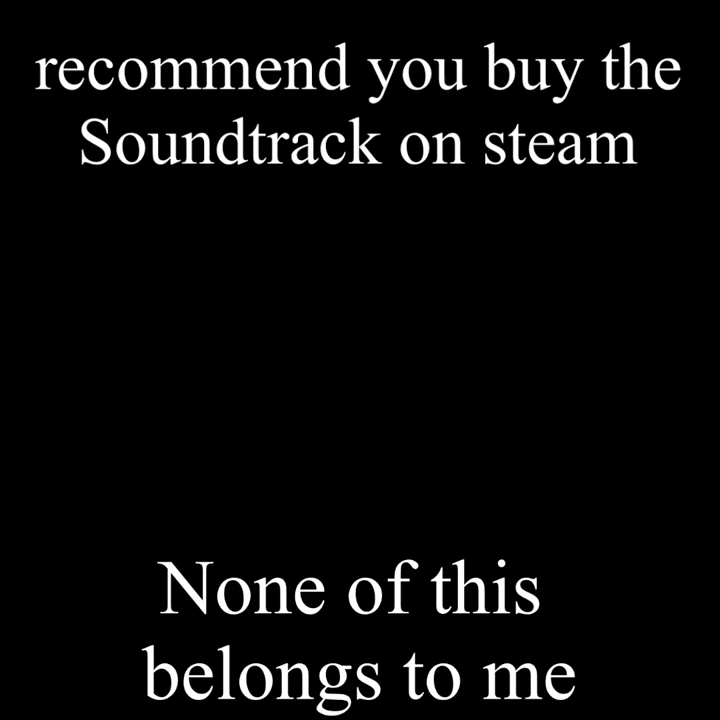 recommend you buy the
Soundtrack on steam
None of this
belongs to me